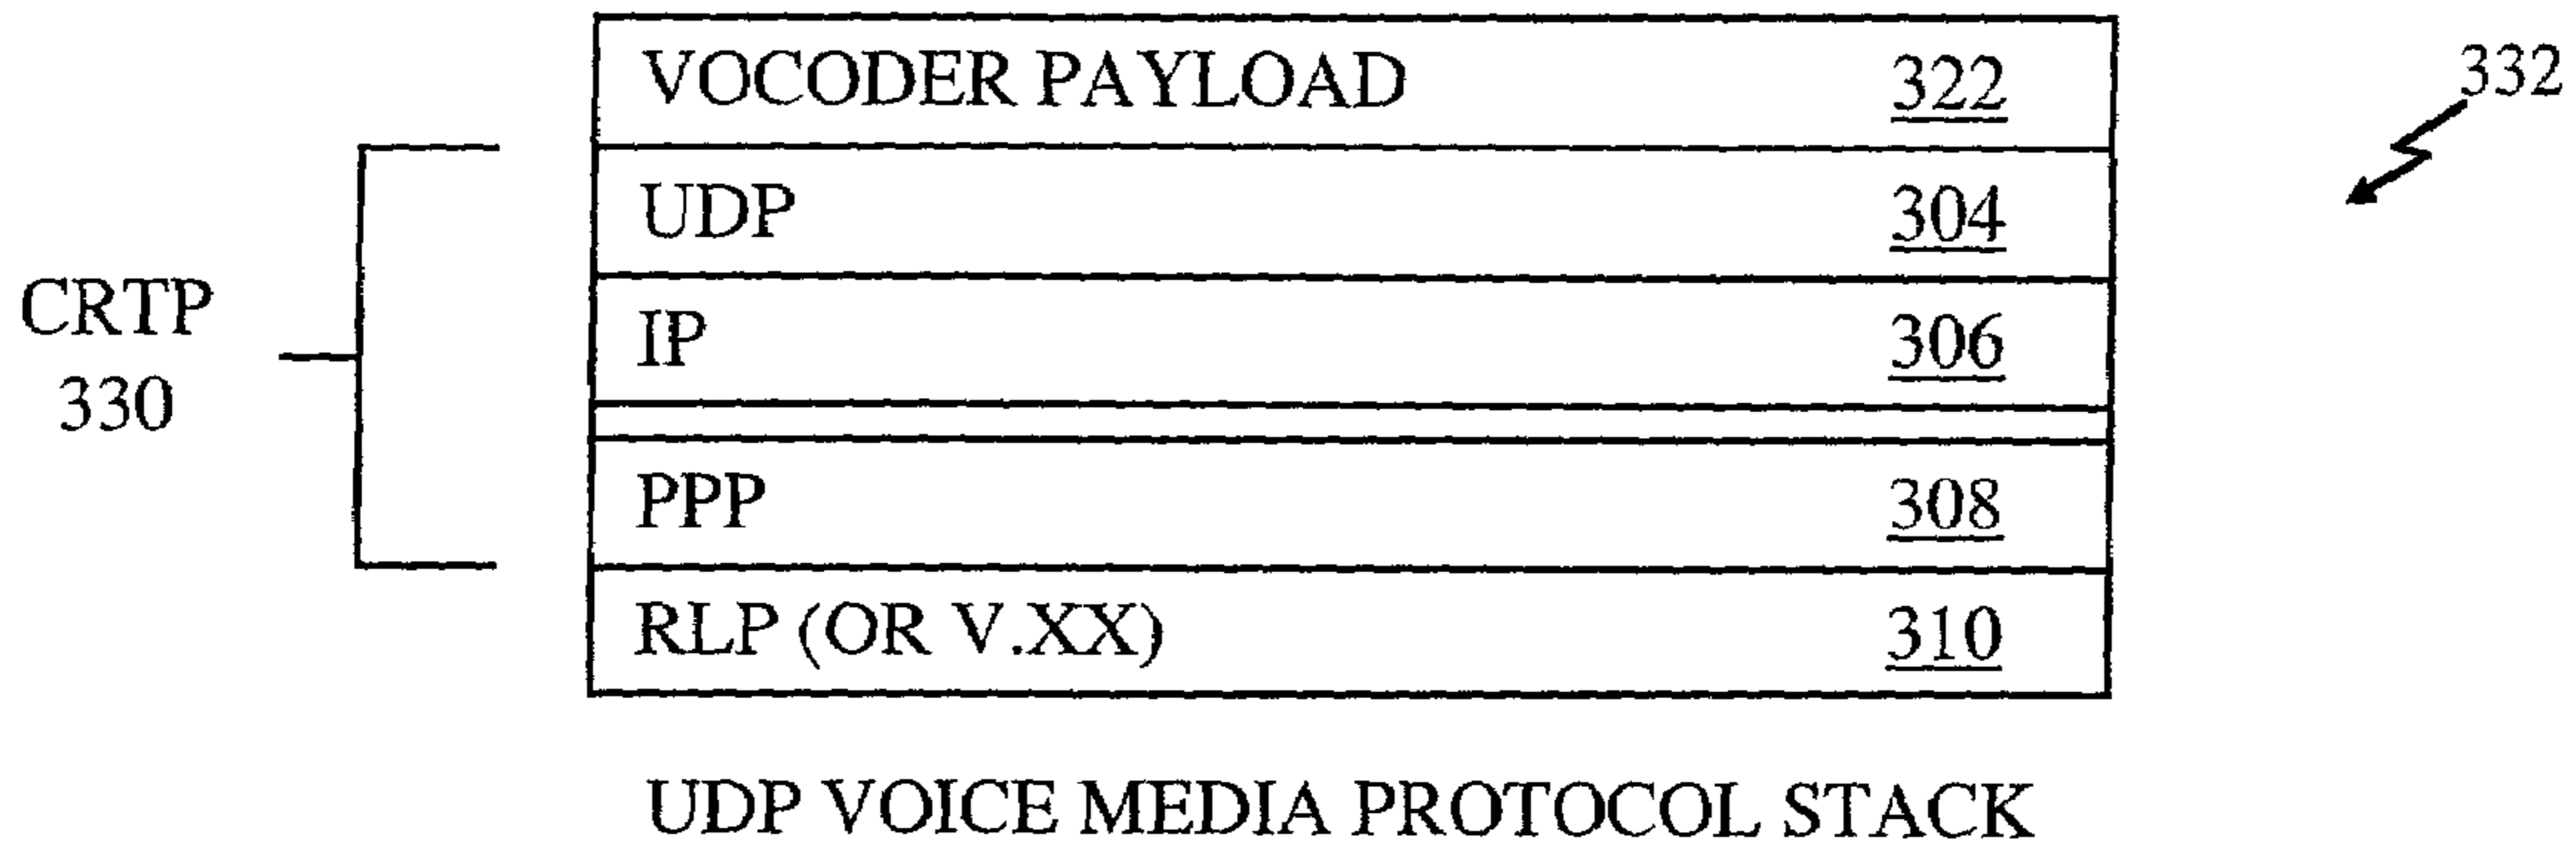 VOCODER PAYLOAD 322
332
UDP 304
CRTP
330
IP 306
PPP 308
RLP (OR V.XX) 310
UDP VOICE MEDIA PROTOCOL STACK